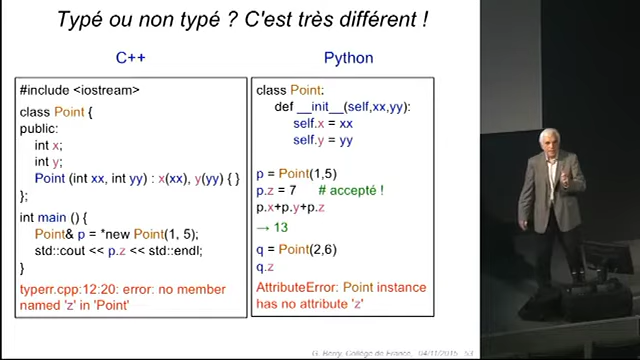 Typé ou non typé ? C'est très différent !
C++
#include <iostream>
class Point {
public:
int x;
int y;
Point (int xx, int yy) : x(xx), y(yy) { }
};
int main () {
Point& p = *new Point(1, 5);
std::cout << p.z << std::endl;
}
typerr.cpp:12:20: error: no member
named 'z' in 'Point'
Python
class Point:
def __init__(self,xx,yy):
self.x = xx
self.y = yy
p = Point(1,5)
p.z = 7 # accepté !
p.x+p.y+p.z
→ 13
q = Point(2,6)
q.z
AttributeError: Point instance
has no attribute 'z'
G. Berry, Collège de France, 04/11/2015 53